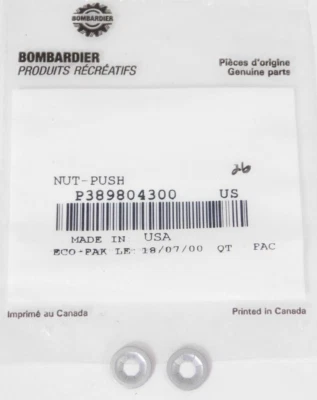 BOMBARDIER
PRODUITS RÉCRÉATIFS
Pièces d'origine
Genuine parts
26
NUT-PUSH
P389804300 US
MADE IN USA
ECO-PAK LE: 18/07/00 QT PAC
Imprimé au Canada
Printed in Canada